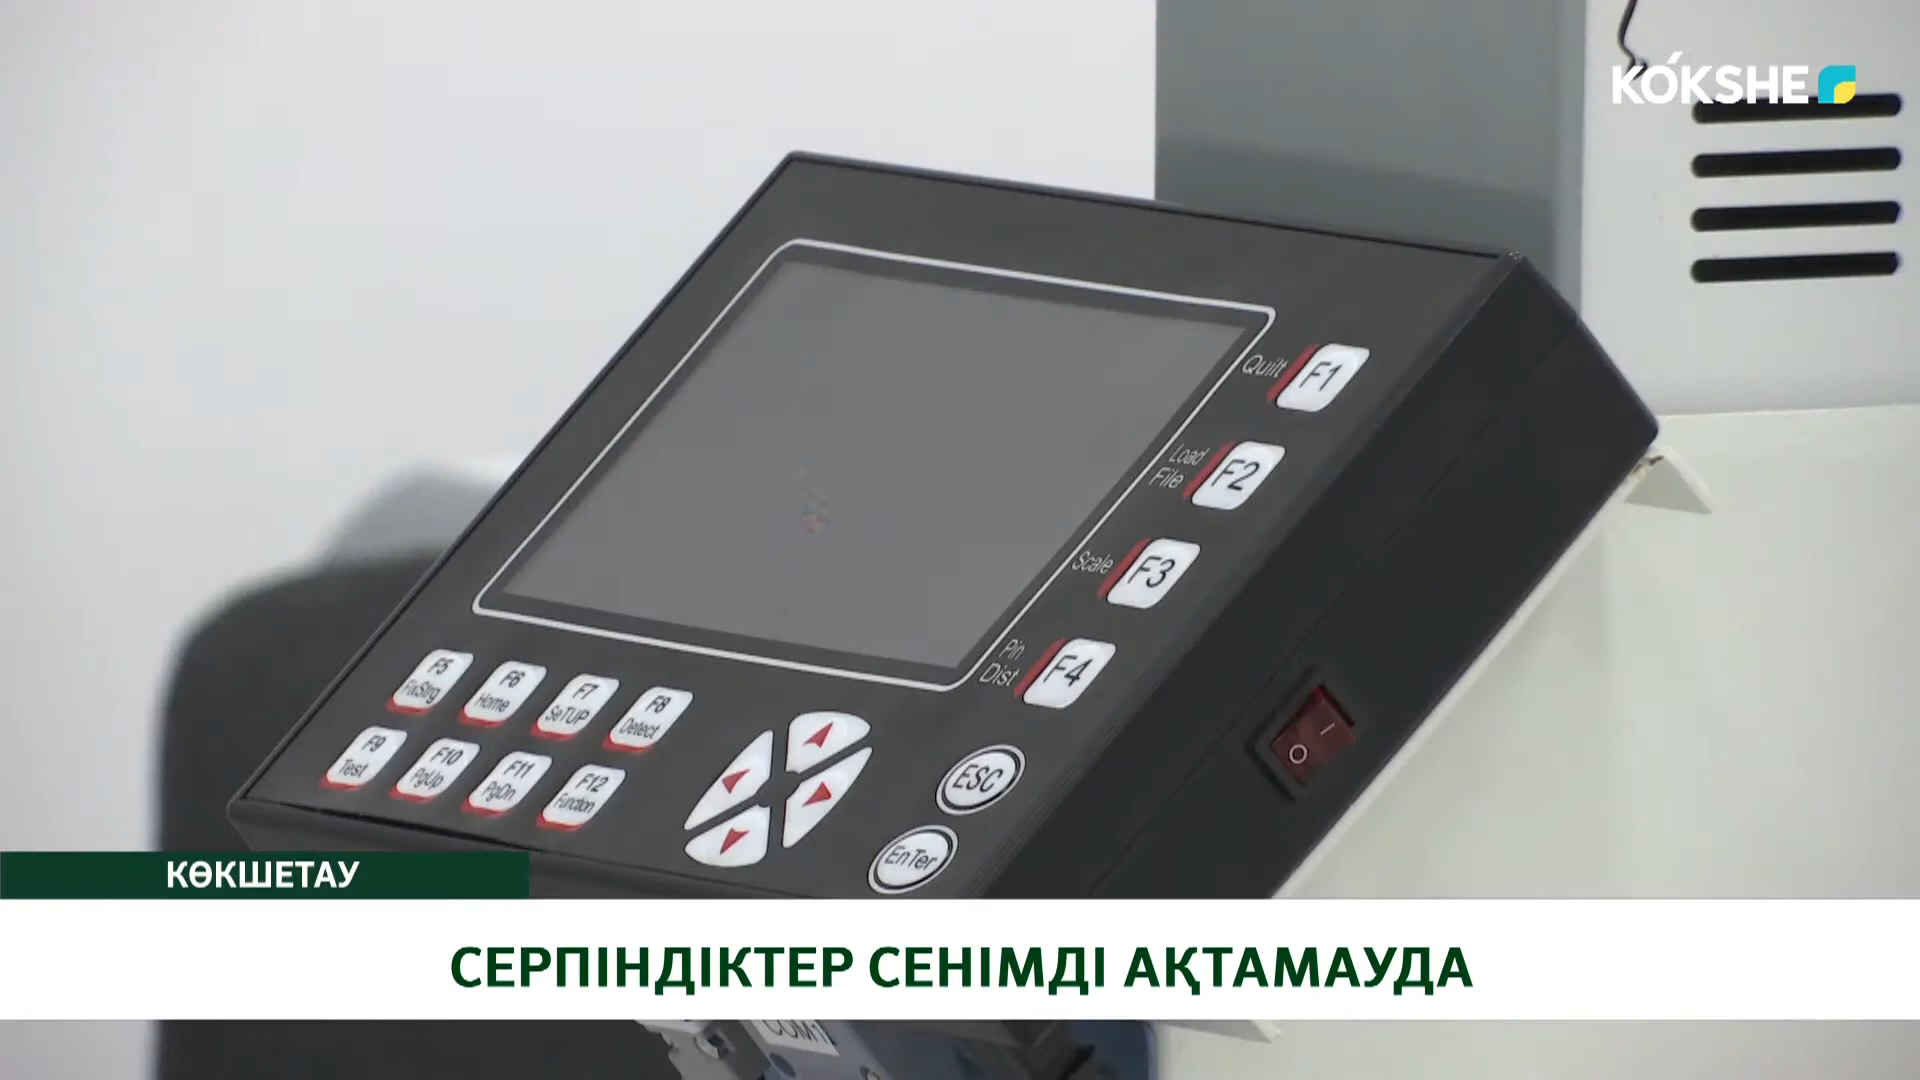 KÓKSHE
Quilt
F1
Load
File
F2
Scale
F3
Pin
Dist
F4
F5
FixStrg
F6
Home
F7
SeTUP
F8
Detect
F9
Test
F10
PgUp
F11
PgDn
F12
Function
ESC
EnTer
КӨКШЕТАУ
СЕРПІНДІКТЕР СЕНІМДІ АҚТАМАУДА
COM1